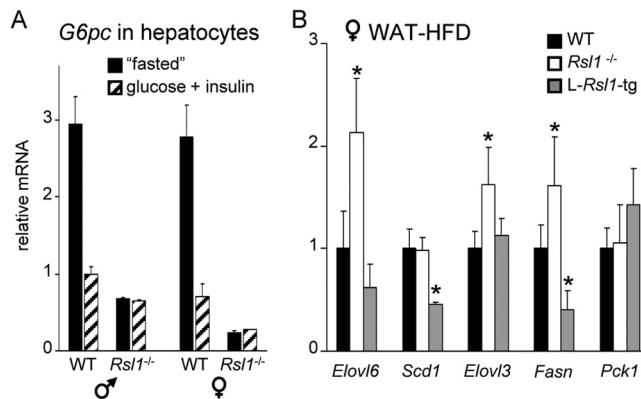 A
G6pc in hepatocytes
"fasted"
glucose + insulin
relative mRNA
3
2
1
0
WT Rsl1-/- WT Rsl1-/-
♂ ♀
B
♀ WAT-HFD
WT
Rsl1 -/-
L-Rsl1-tg
3
2
1
0
* * * * *
Elovl6 Scd1 Elovl3 Fasn Pck1